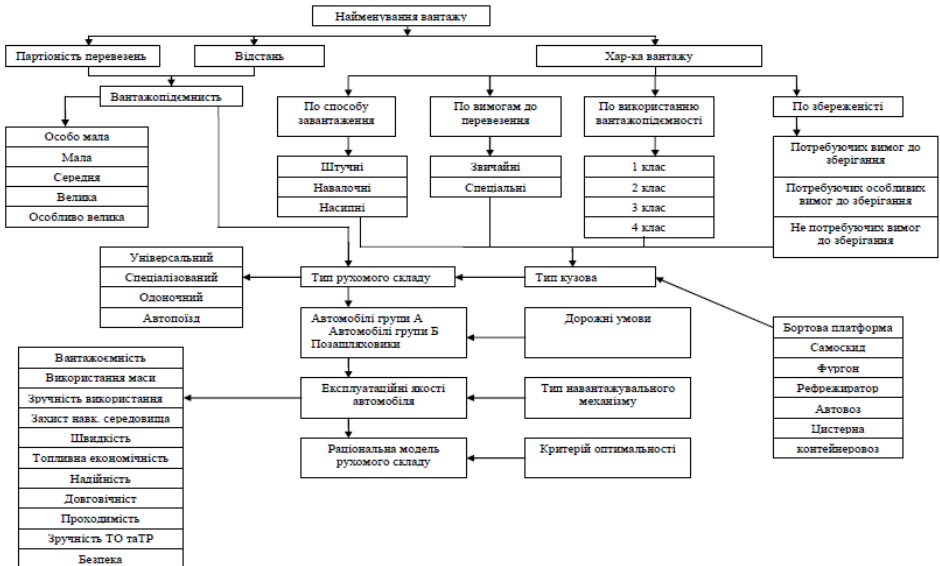 Найменування вантажу
Партіоність перевезень
Відстань
Хар-ка вантажу
Вантажопідємнисть
По способу
завантаження
По вимогам до
перевезення
По використанню
вантажопідємності
По збереженісті
Особо мала
Мала
Середня
Велика
Особливо велика
Штучні
Навалочні
Насипні
Звичайні
Спеціальні
1 клас
2 клас
3 клас
4 клас
Потребуючих вимог до
зберігання
Потребуючих особливих
вимог до зберігання
Не потребуючих вимог
до зберігання
Універсальний
Спеціалізований
Одоночний
Автопоїзд
Тип рухомого складу
Тип кузова
Автомобілі групи А
Автомобілі групи Б
Позашляховики
Дорожні умови
Бортова платформа
Самоскид
Фургон
Рефрежиратор
Автовоз
Цистерна
контейнеровоз
Вантажоємність
Використання маси
Зручність використання
Захист навк. середовища
Швидкість
Топливна економічність
Надійність
Довговічніст
Проходимість
Зручність ТО таТР
Безпека
Експлуатаційні якості
автомобіля
Тип навантажувального
механізму
Раціональна модель
рухомого складу
Критерій оптимальності